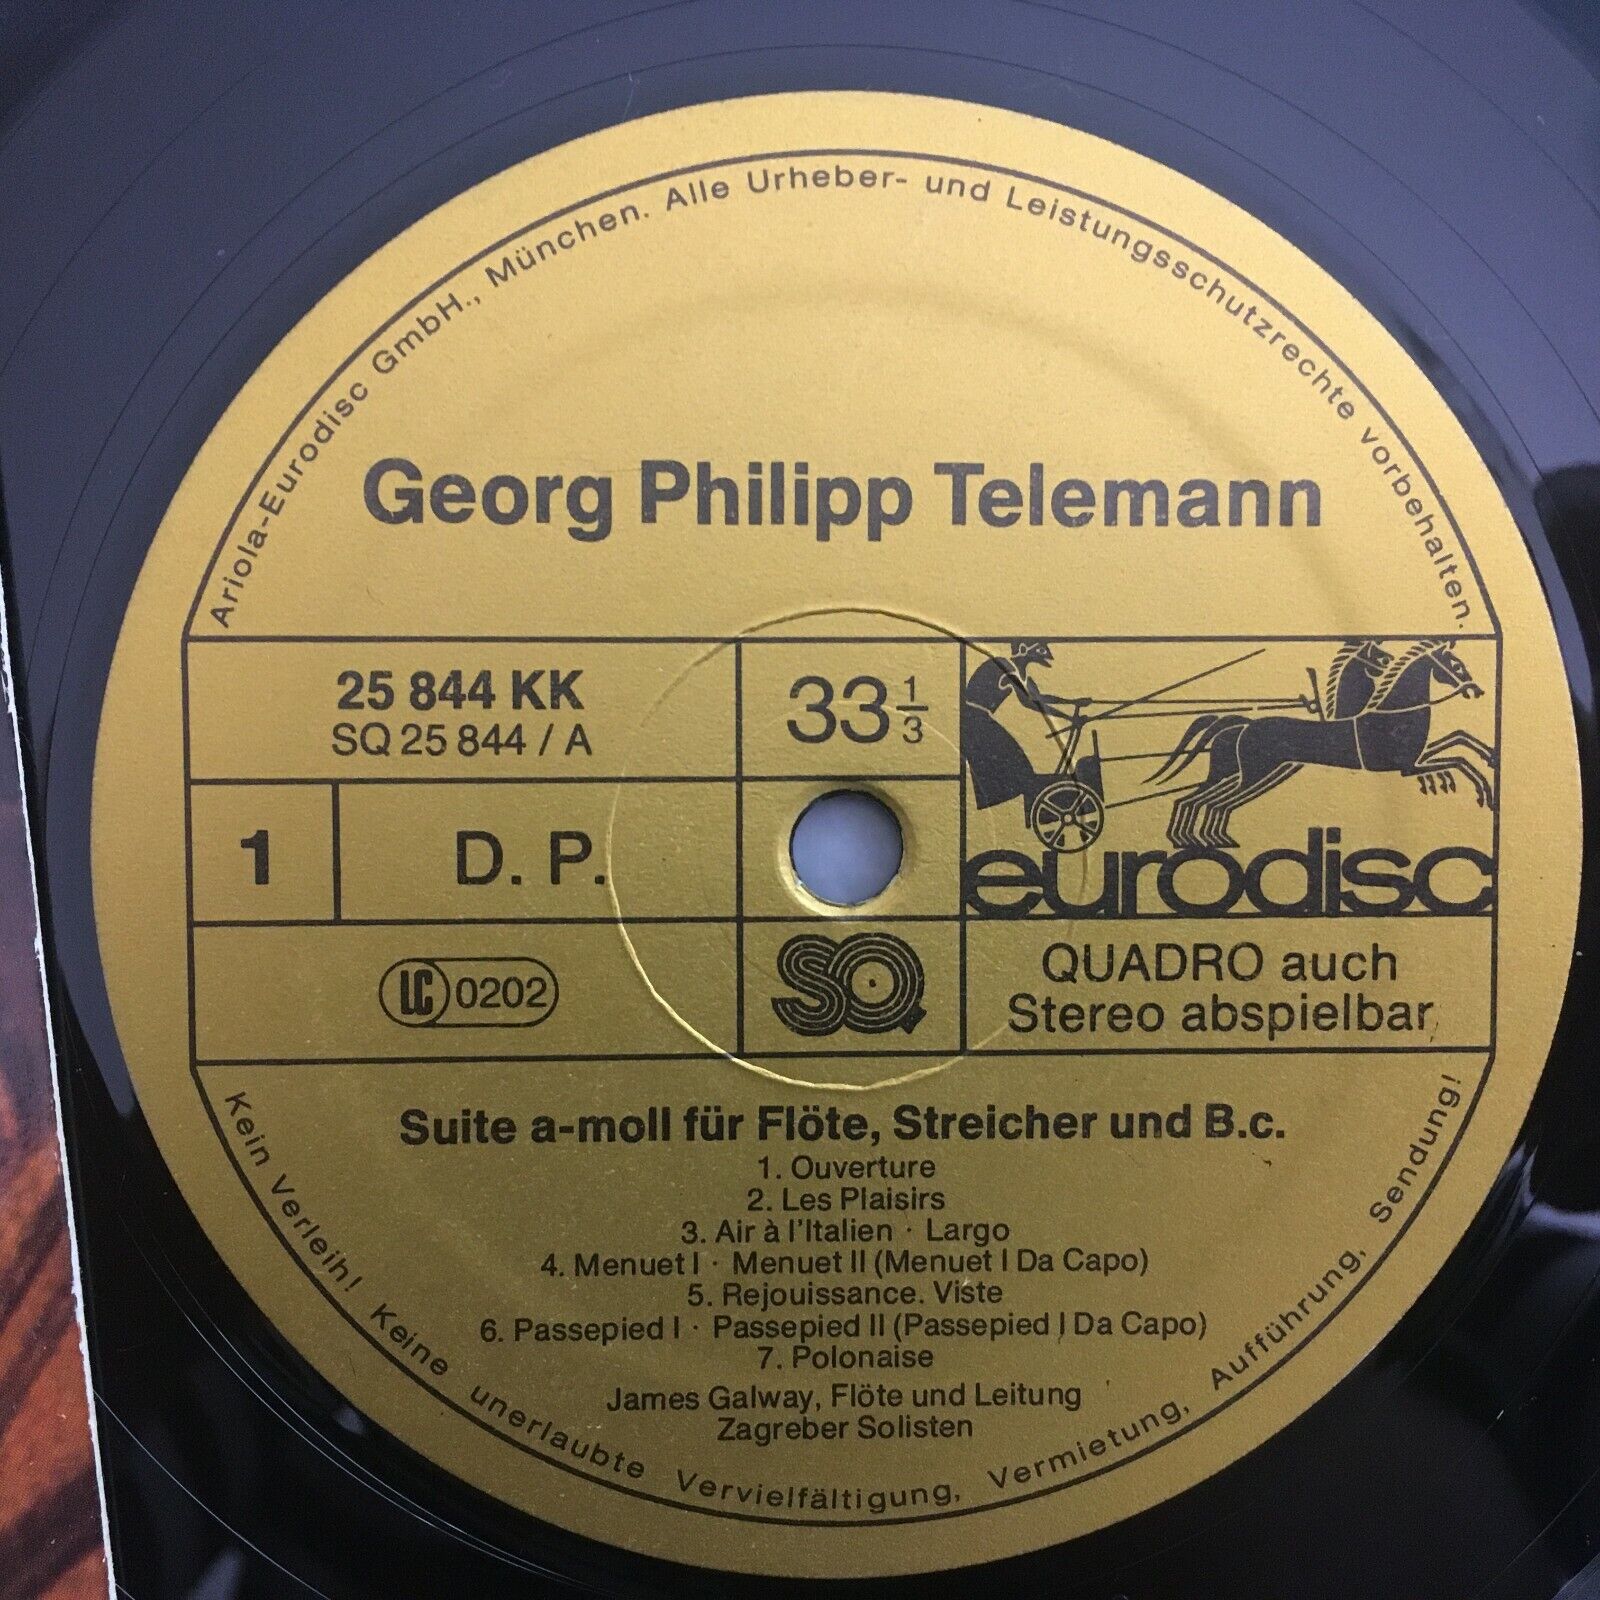 Ariola-Eurodisc GmbH., München. Alle Urheber- und Leistungsschutzrechte vorbehalten.
Georg Philipp Telemann
25 844 KK
SQ 25 844 / A
33 1/3
1
D. P.
eurodisc
LC 0202
SQ
QUADRO auch
Stereo abspielbar
Suite a-moll für Flöte, Streicher und B.c.
1. Ouverture
2. Les Plaisirs
3. Air à l'Italien · Largo
4. Menuet I · Menuet II (Menuet I Da Capo)
5. Rejouissance. Viste
6. Passepied I · Passepied II (Passepied I Da Capo)
7. Polonaise
James Galway, Flöte und Leitung
Zagreber Solisten
Kein Verleih! Keine unerlaubte Vervielfältigung, Vermietung, Aufführung, Sendung!